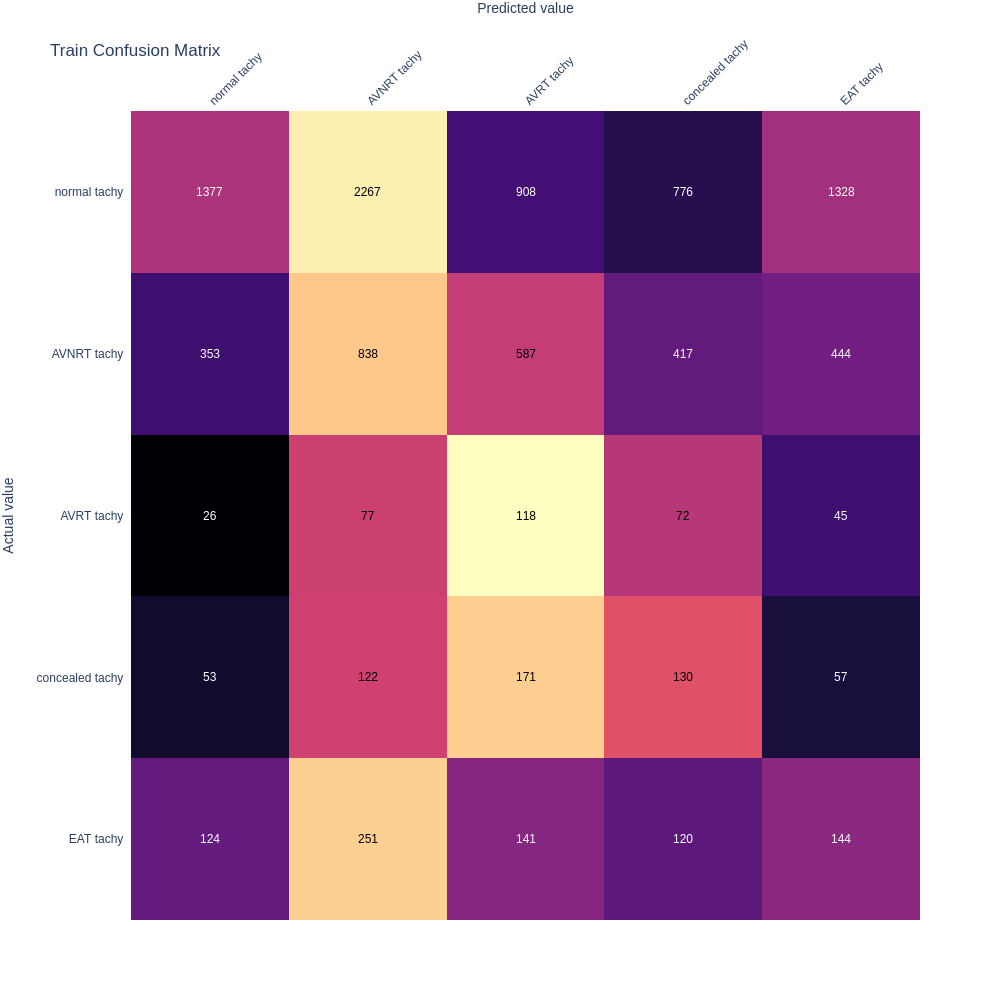 Predicted value
Train Confusion Matrix
normal tachy
AVNRT tachy
AVRT tachy
concealed tachy
EAT tachy
normal tachy 1377 2267 908 776 1328
AVNRT tachy 353 838 587 417 444
AVRT tachy 26 77 118 72 45
concealed tachy 53 122 171 130 57
EAT tachy 124 251 141 120 144
Actual value